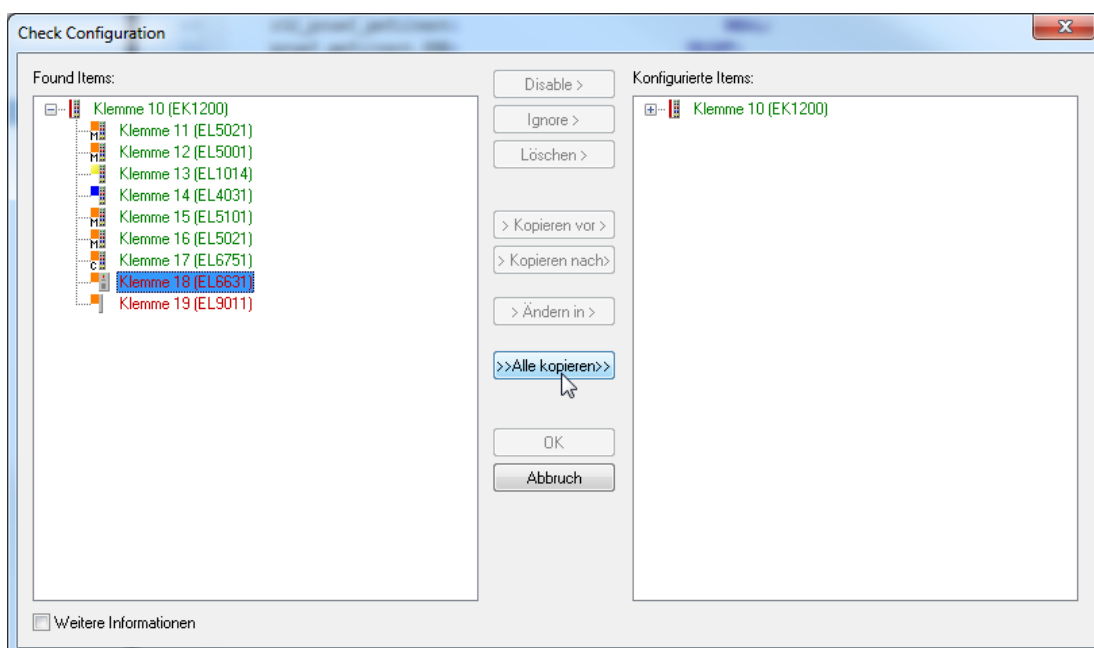 Check Configuration
Found Items:
Klemme 10 (EK1200)
M Klemme 11 (EL5021)
M Klemme 12 (EL5001)
Klemme 13 (EL1014)
Klemme 14 (EL4031)
M Klemme 15 (EL5101)
M Klemme 16 (EL5021)
C Klemme 17 (EL6751)
Klemme 18 (EL6631)
Klemme 19 (EL9011)
Disable >
Ignore >
Löschen >
> Kopieren vor >
> Kopieren nach>
> Ändern in >
>>Alle kopieren>>
OK
Abbruch
Konfigurierte Items:
Klemme 10 (EK1200)
Weitere Informationen